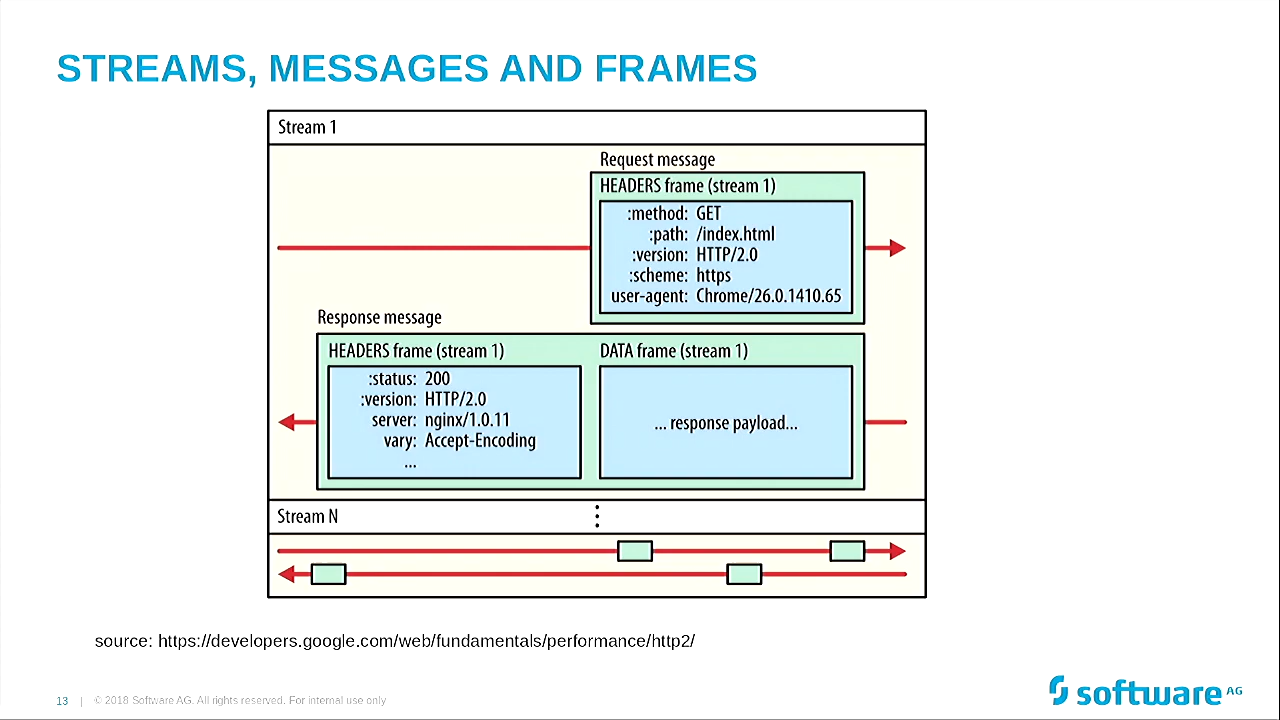 STREAMS, MESSAGES AND FRAMES
Stream 1
Request message
HEADERS frame (stream 1)
:method: GET
:path: /index.html
:version: HTTP/2.0
:scheme: https
user-agent: Chrome/26.0.1410.65
Response message
HEADERS frame (stream 1)
:status: 200
:version: HTTP/2.0
server: nginx/1.0.11
vary: Accept-Encoding
...
DATA frame (stream 1)
... response payload...
Stream N
source: https://developers.google.com/web/fundamentals/performance/http2/
13 | © 2018 Software AG. All rights reserved. For internal use only
software AG